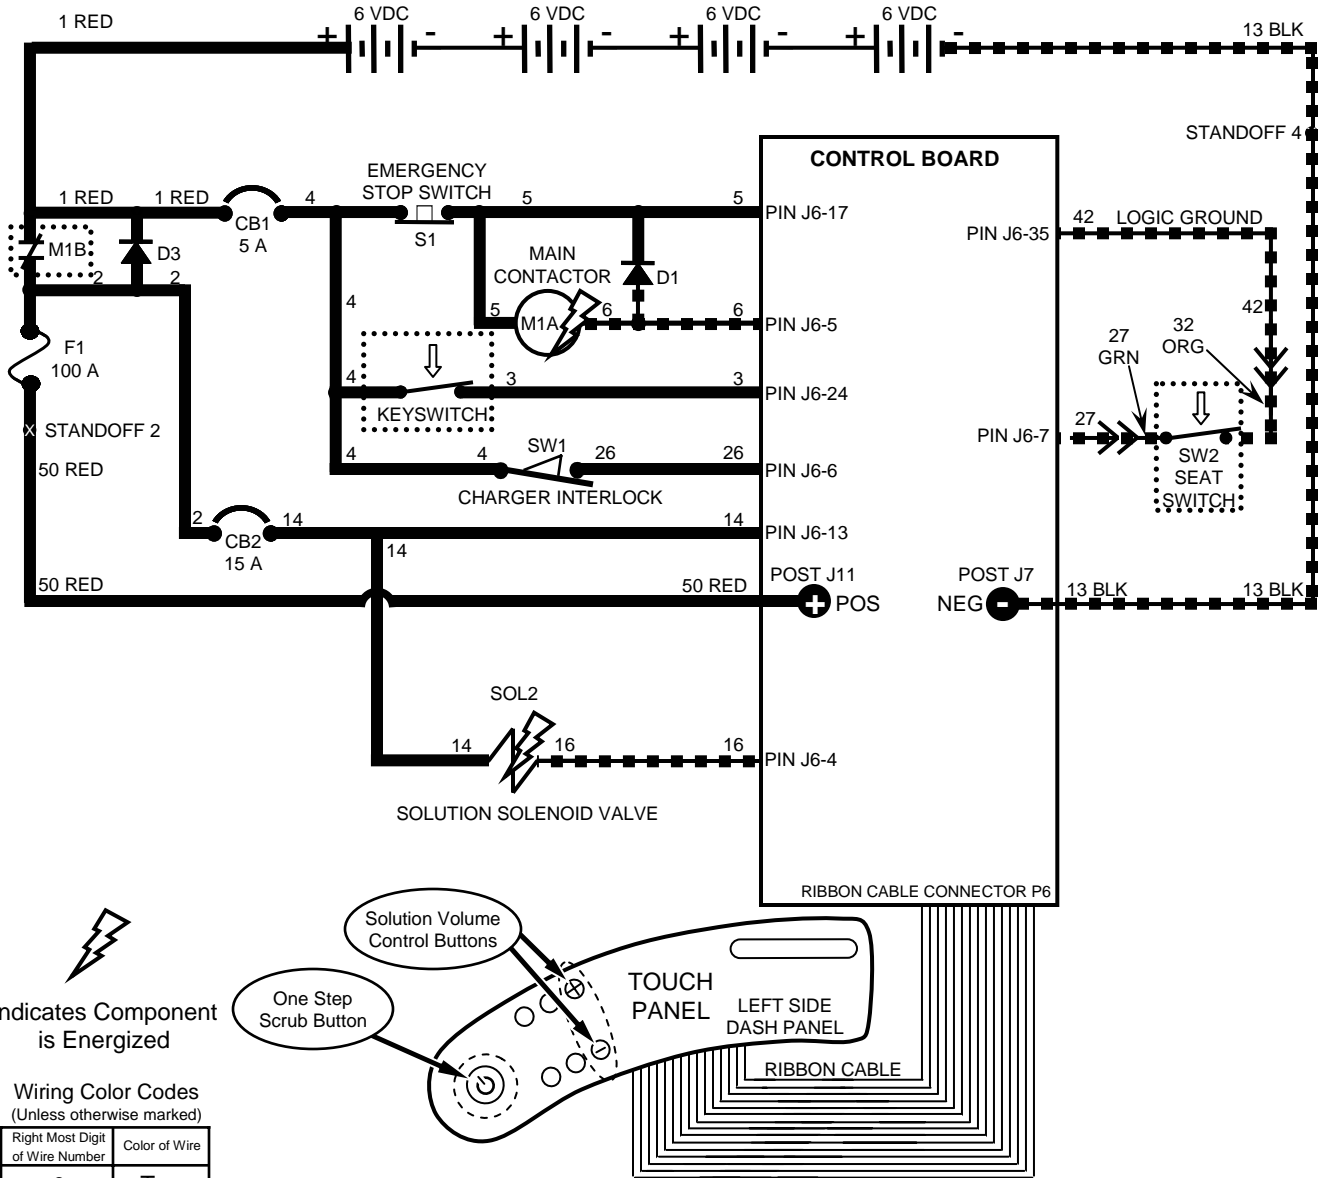 1 RED
6 VDC
6 VDC
6 VDC
6 VDC
+
-
+
-
+
-
+
-
13 BLK
STANDOFF 4
CONTROL BOARD
EMERGENCY
STOP SWITCH
S1
1 RED
1 RED
CB1
5 A
4
5
5
PIN J6-17
PIN J6-35
42
LOGIC GROUND
M1B
D3
2
2
MAIN
CONTACTOR
D1
4
5
M1A
6
6
PIN J6-5
42
27
GRN
32
ORG
F1
100 A
4
3
3
PIN J6-24
KEYSWITCH
X STANDOFF 2
27
PIN J6-7
SW2
SEAT
SWITCH
50 RED
4
4
SW1
26
26
PIN J6-6
CHARGER INTERLOCK
2
CB2
15 A
14
14
14
PIN J6-13
50 RED
50 RED
POST J11
+ POS
POST J7
NEG -
13 BLK
13 BLK
SOL2
14
16
16
PIN J6-4
SOLUTION SOLENOID VALVE
RIBBON CABLE CONNECTOR P6
Solution Volume
Control Buttons
One Step
Scrub Button
TOUCH
PANEL
LEFT SIDE
DASH PANEL
RIBBON CABLE
ndicates Component
is Energized
Wiring Color Codes
(Unless otherwise marked)
Right Most Digit
of Wire Number
Color of Wire